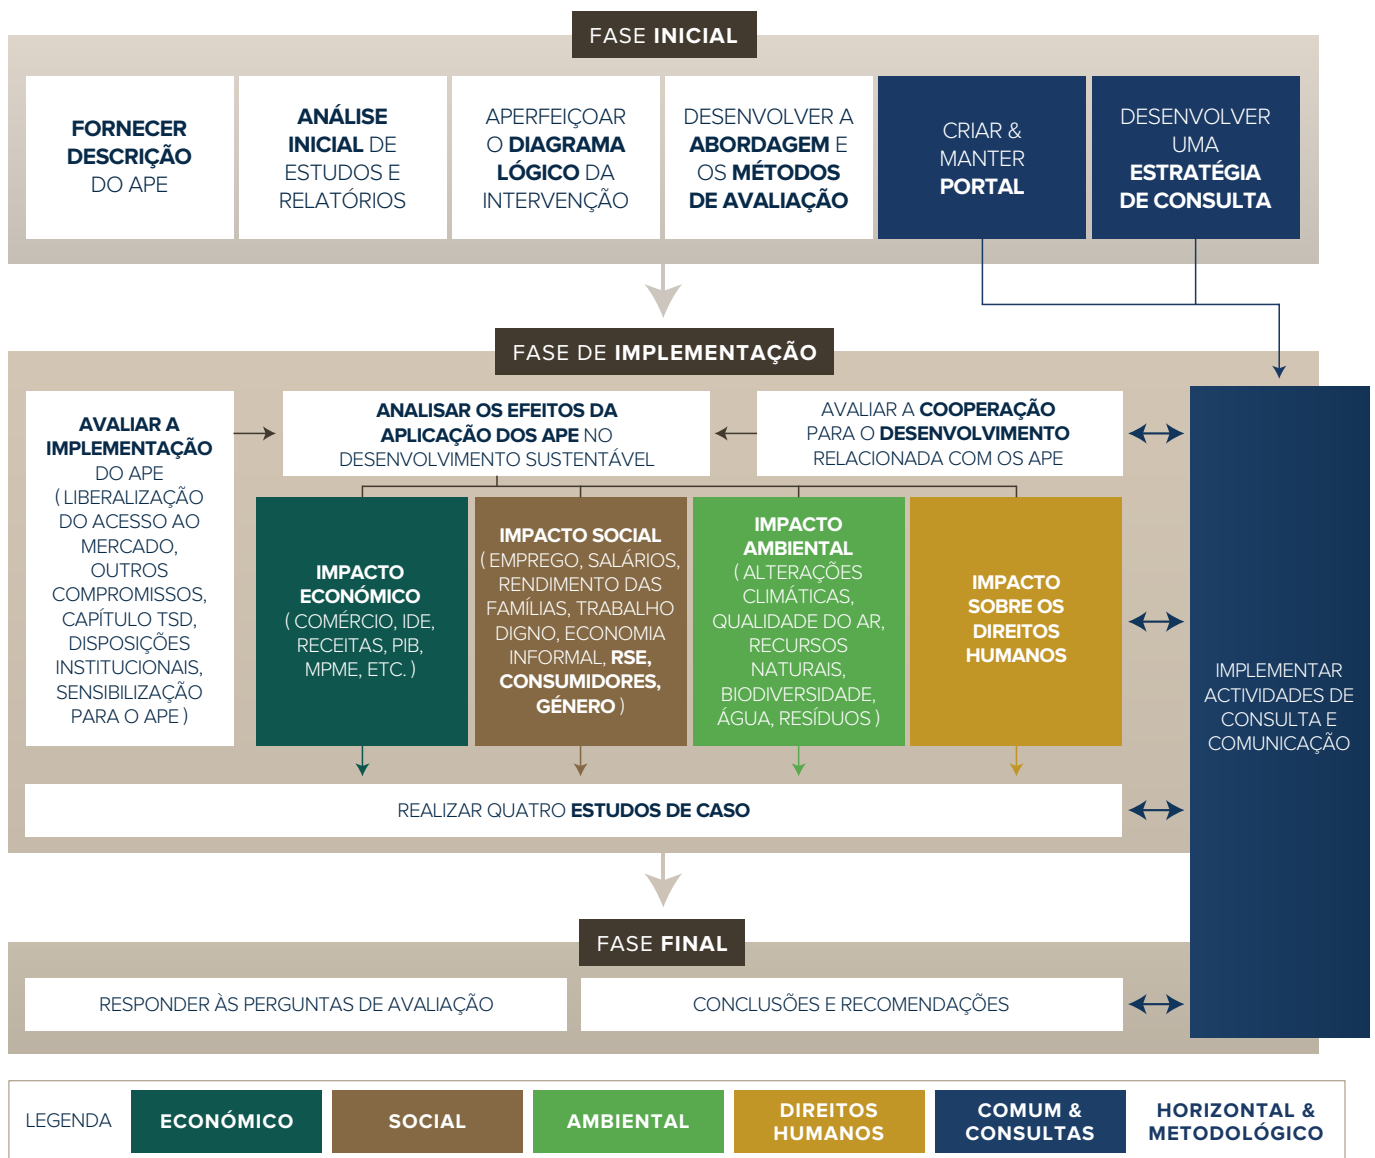 FASE INICIAL
FORNECER
DESCRIÇÃO
DO APE
ANÁLISE
INICIAL DE
ESTUDOS E
RELATÓRIOS
APERFEIÇOAR
O DIAGRAMA
LÓGICO DA
INTERVENÇÃO
DESENVOLVER A
ABORDAGEM E
OS MÉTODOS
DE AVALIAÇÃO
CRIAR &
MANTER
PORTAL
DESENVOLVER
UMA
ESTRATÉGIA
DE CONSULTA
FASE DE IMPLEMENTAÇÃO
AVALIAR A
IMPLEMENTAÇÃO
DO APE
( LIBERALIZAÇÃO
DO ACESSO AO
MERCADO,
OUTROS
COMPROMISSOS,
CAPÍTULO TSD,
DISPOSIÇÕES
INSTITUCIONAIS,
SENSIBILIZAÇÃO
PARA O APE )
ANALISAR OS EFEITOS DA
APLICAÇÃO DOS APE NO
DESENVOLVIMENTO SUSTENTÁVEL
AVALIAR A COOPERAÇÃO
PARA O DESENVOLVIMENTO
RELACIONADA COM OS APE
IMPACTO
ECONÓMICO
( COMÉRCIO, IDE,
RECEITAS, PIB,
MPME, ETC. )
IMPACTO SOCIAL
( EMPREGO, SALÁRIOS,
RENDIMENTO DAS
FAMÍLIAS, TRABALHO
DIGNO, ECONOMIA
INFORMAL, RSE,
CONSUMIDORES,
GÉNERO )
IMPACTO
AMBIENTAL
( ALTERAÇÕES
CLIMÁTICAS,
QUALIDADE DO AR,
RECURSOS
NATURAIS,
BIODIVERSIDADE,
ÁGUA, RESÍDUOS )
IMPACTO
SOBRE OS
DIREITOS
HUMANOS
IMPLEMENTAR
ACTIVIDADES DE
CONSULTA E
COMUNICAÇÃO
REALIZAR QUATRO ESTUDOS DE CASO
FASE FINAL
RESPONDER ÀS PERGUNTAS DE AVALIAÇÃO
CONCLUSÕES E RECOMENDAÇÕES
LEGENDA
ECONÓMICO
SOCIAL
AMBIENTAL
DIREITOS
HUMANOS
COMUM &
CONSULTAS
HORIZONTAL &
METODOLÓGICO